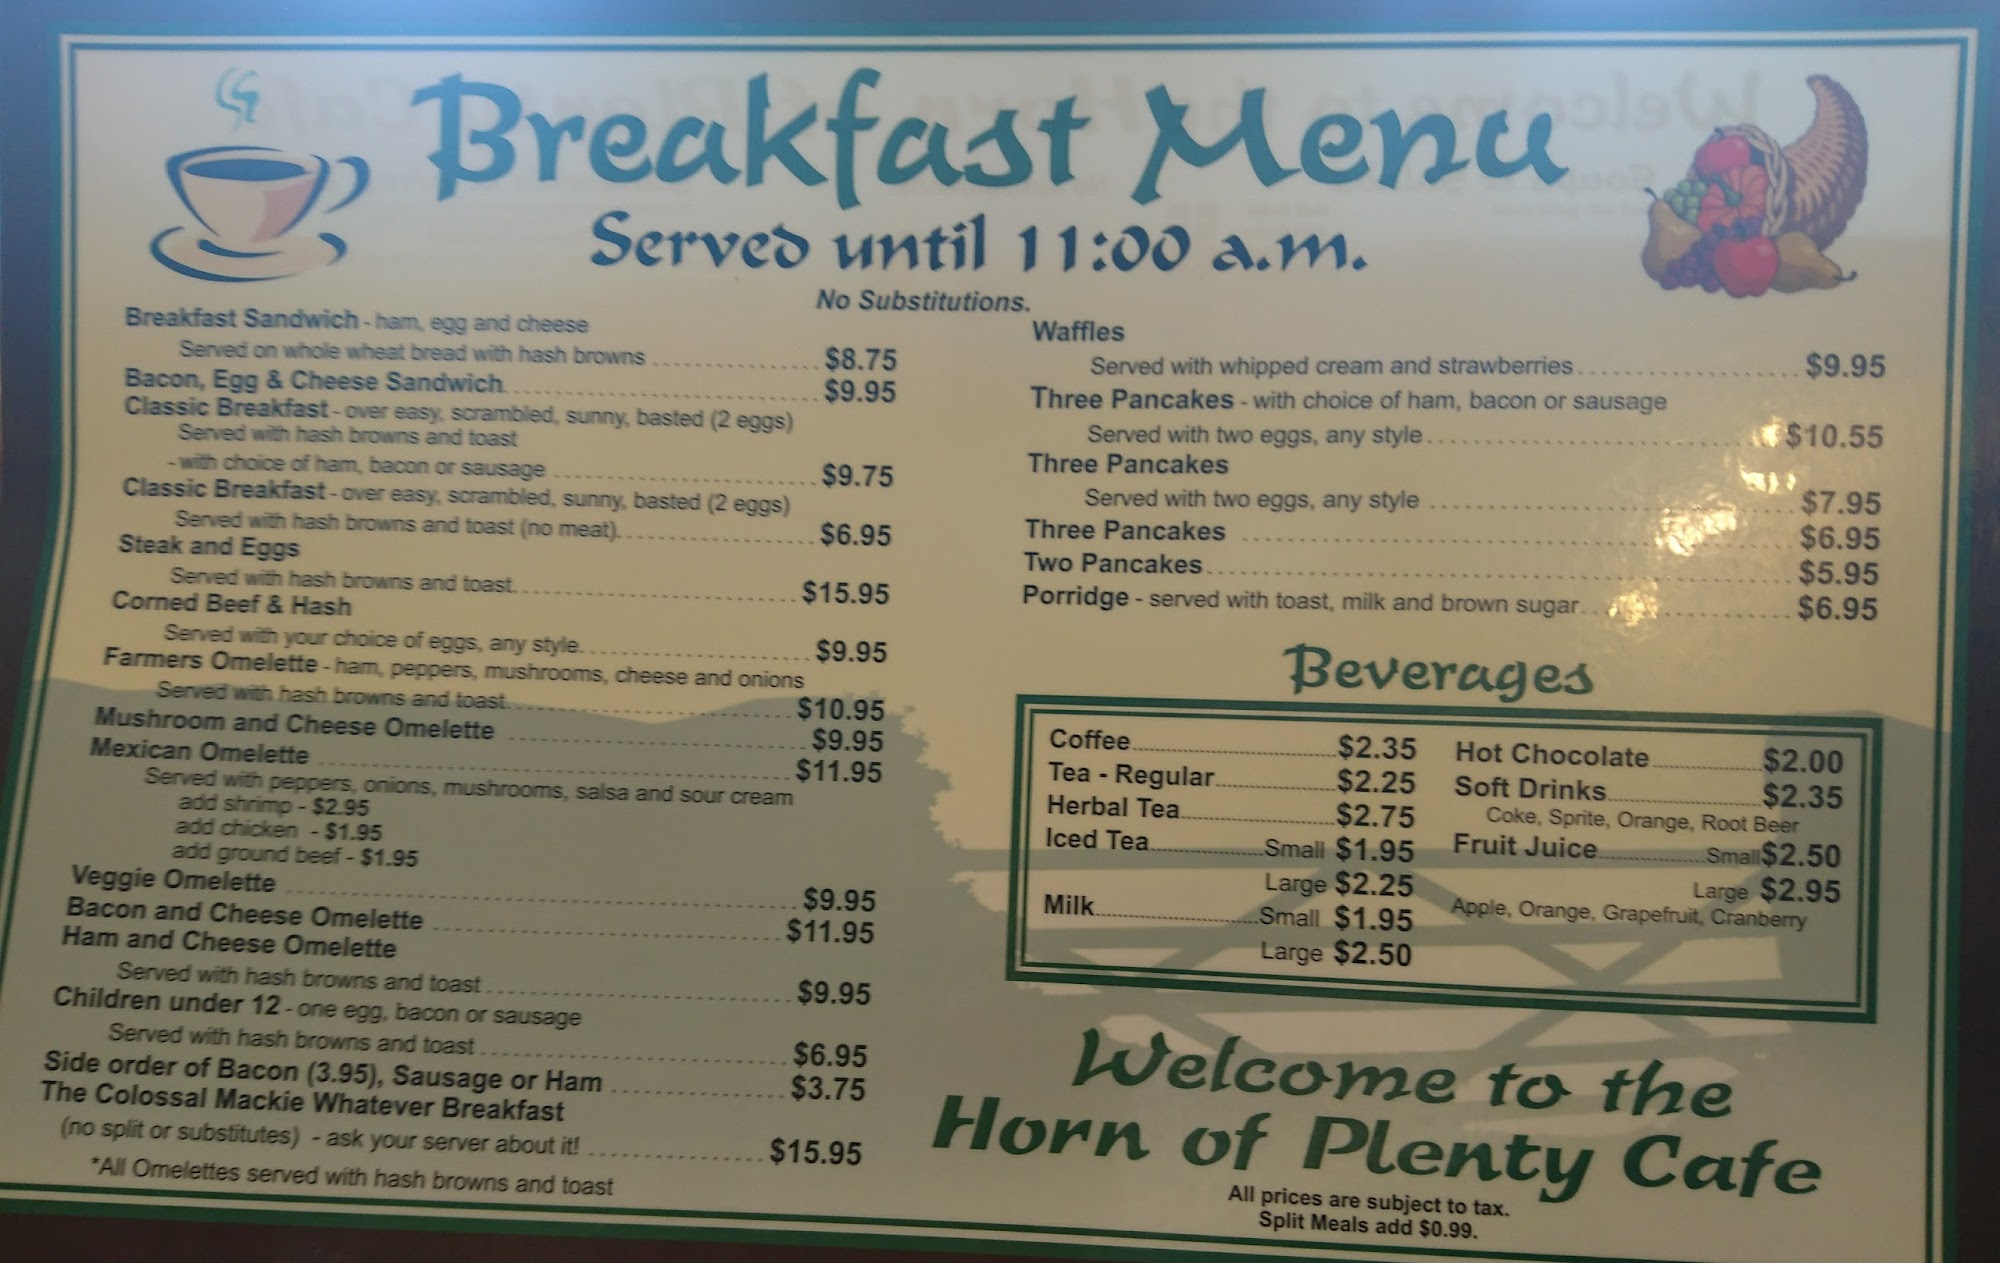 Breakfast Menu
Served until 11:00 a.m.
No Substitutions.
Breakfast Sandwich - ham, egg and cheese
Served on whole wheat bread with hash browns $8.75
Bacon, Egg & Cheese Sandwich $9.95
Classic Breakfast - over easy, scrambled, sunny, basted (2 eggs)
Served with hash browns and toast
- with choice of ham, bacon or sausage $9.75
Classic Breakfast - over easy, scrambled, sunny, basted (2 eggs)
Served with hash browns and toast (no meat) $6.95
Steak and Eggs
Served with hash browns and toast $15.95
Corned Beef & Hash
Served with your choice of eggs, any style $9.95
Farmers Omelette - ham, peppers, mushrooms, cheese and onions
Served with hash browns and toast $10.95
Mushroom and Cheese Omelette $9.95
Mexican Omelette $11.95
Served with peppers, onions, mushrooms, salsa and sour cream
add shrimp - $2.95
add chicken - $1.95
add ground beef - $1.95
Veggie Omelette $9.95
Bacon and Cheese Omelette $11.95
Ham and Cheese Omelette
Served with hash browns and toast $9.95
Children under 12 - one egg, bacon or sausage
Served with hash browns and toast $6.95
Side order of Bacon (3.95), Sausage or Ham $3.75
The Colossal Mackie Whatever Breakfast
(no split or substitutes) - ask your server about it! $15.95
*All Omelettes served with hash browns and toast
Waffles
Served with whipped cream and strawberries $9.95
Three Pancakes - with choice of ham, bacon or sausage
Served with two eggs, any style $10.55
Three Pancakes
Served with two eggs, any style $7.95
Three Pancakes $6.95
Two Pancakes $5.95
Porridge - served with toast, milk and brown sugar $6.95
Beverages
Coffee $2.35
Tea - Regular $2.25
Herbal Tea $2.75
Iced Tea Small $1.95
Large $2.25
Milk Small $1.95
Large $2.50
Hot Chocolate $2.00
Soft Drinks $2.35
Coke, Sprite, Orange, Root Beer
Fruit Juice Small $2.50
Large $2.95
Apple, Orange, Grapefruit, Cranberry
Welcome to the
Horn of Plenty Cafe
All prices are subject to tax.
Split Meals add $0.99.